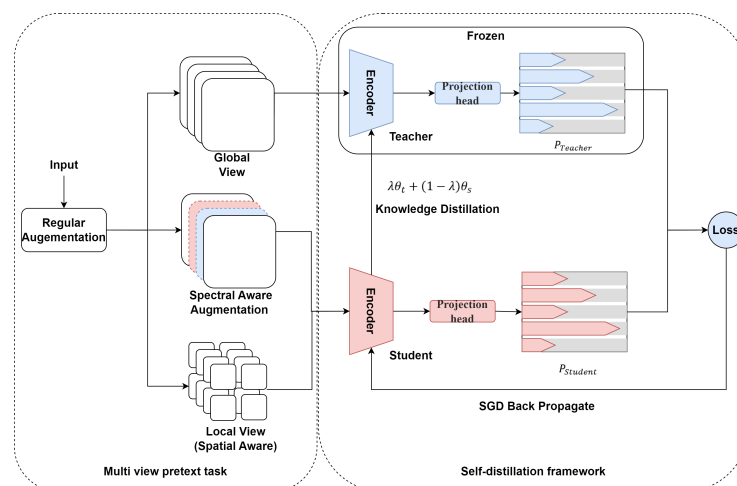 Frozen
Encoder
Projection
head
Teacher
P_Teacher
Global
View
Input
Regular
Augementation
λθ_t + (1 − λ)θ_s
Knowledge Distillation
Loss
Spectral Aware
Augmentation
Encoder
Projection
head
Student
P_Student
Local View
(Spatial Aware)
SGD Back Propagate
Multi view pretext task
Self-distillation framework